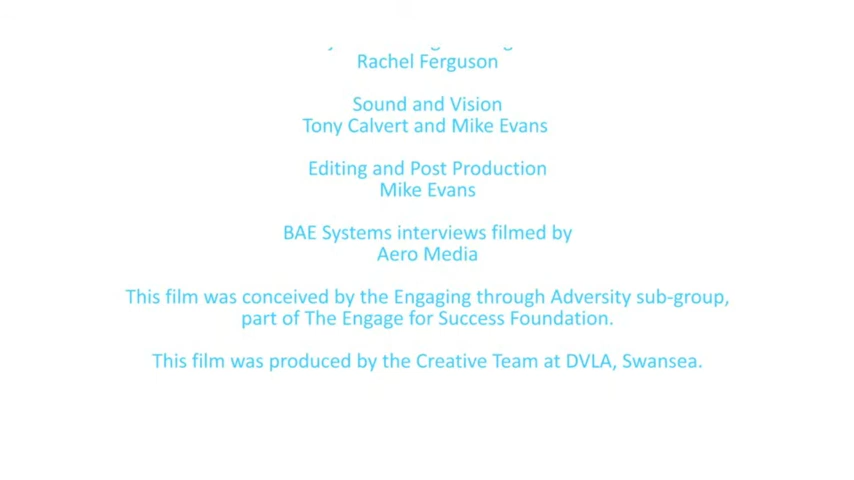 Rachel Ferguson
Sound and Vision
Tony Calvert and Mike Evans
Editing and Post Production
Mike Evans
BAE Systems interviews filmed by
Aero Media
This film was conceived by the Engaging through Adversity sub-group,
part of The Engage for Success Foundation.
This film was produced by the Creative Team at DVLA, Swansea.